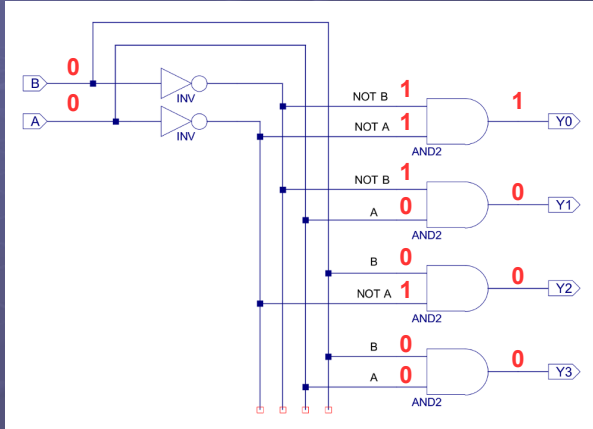 0
B
INV
0
A
INV
NOT B 1
NOT A 1
AND2
1
Y0
NOT B 1
A 0
AND2
0
Y1
B 0
NOT A 1
AND2
0
Y2
B 0
A 0
AND2
0
Y3